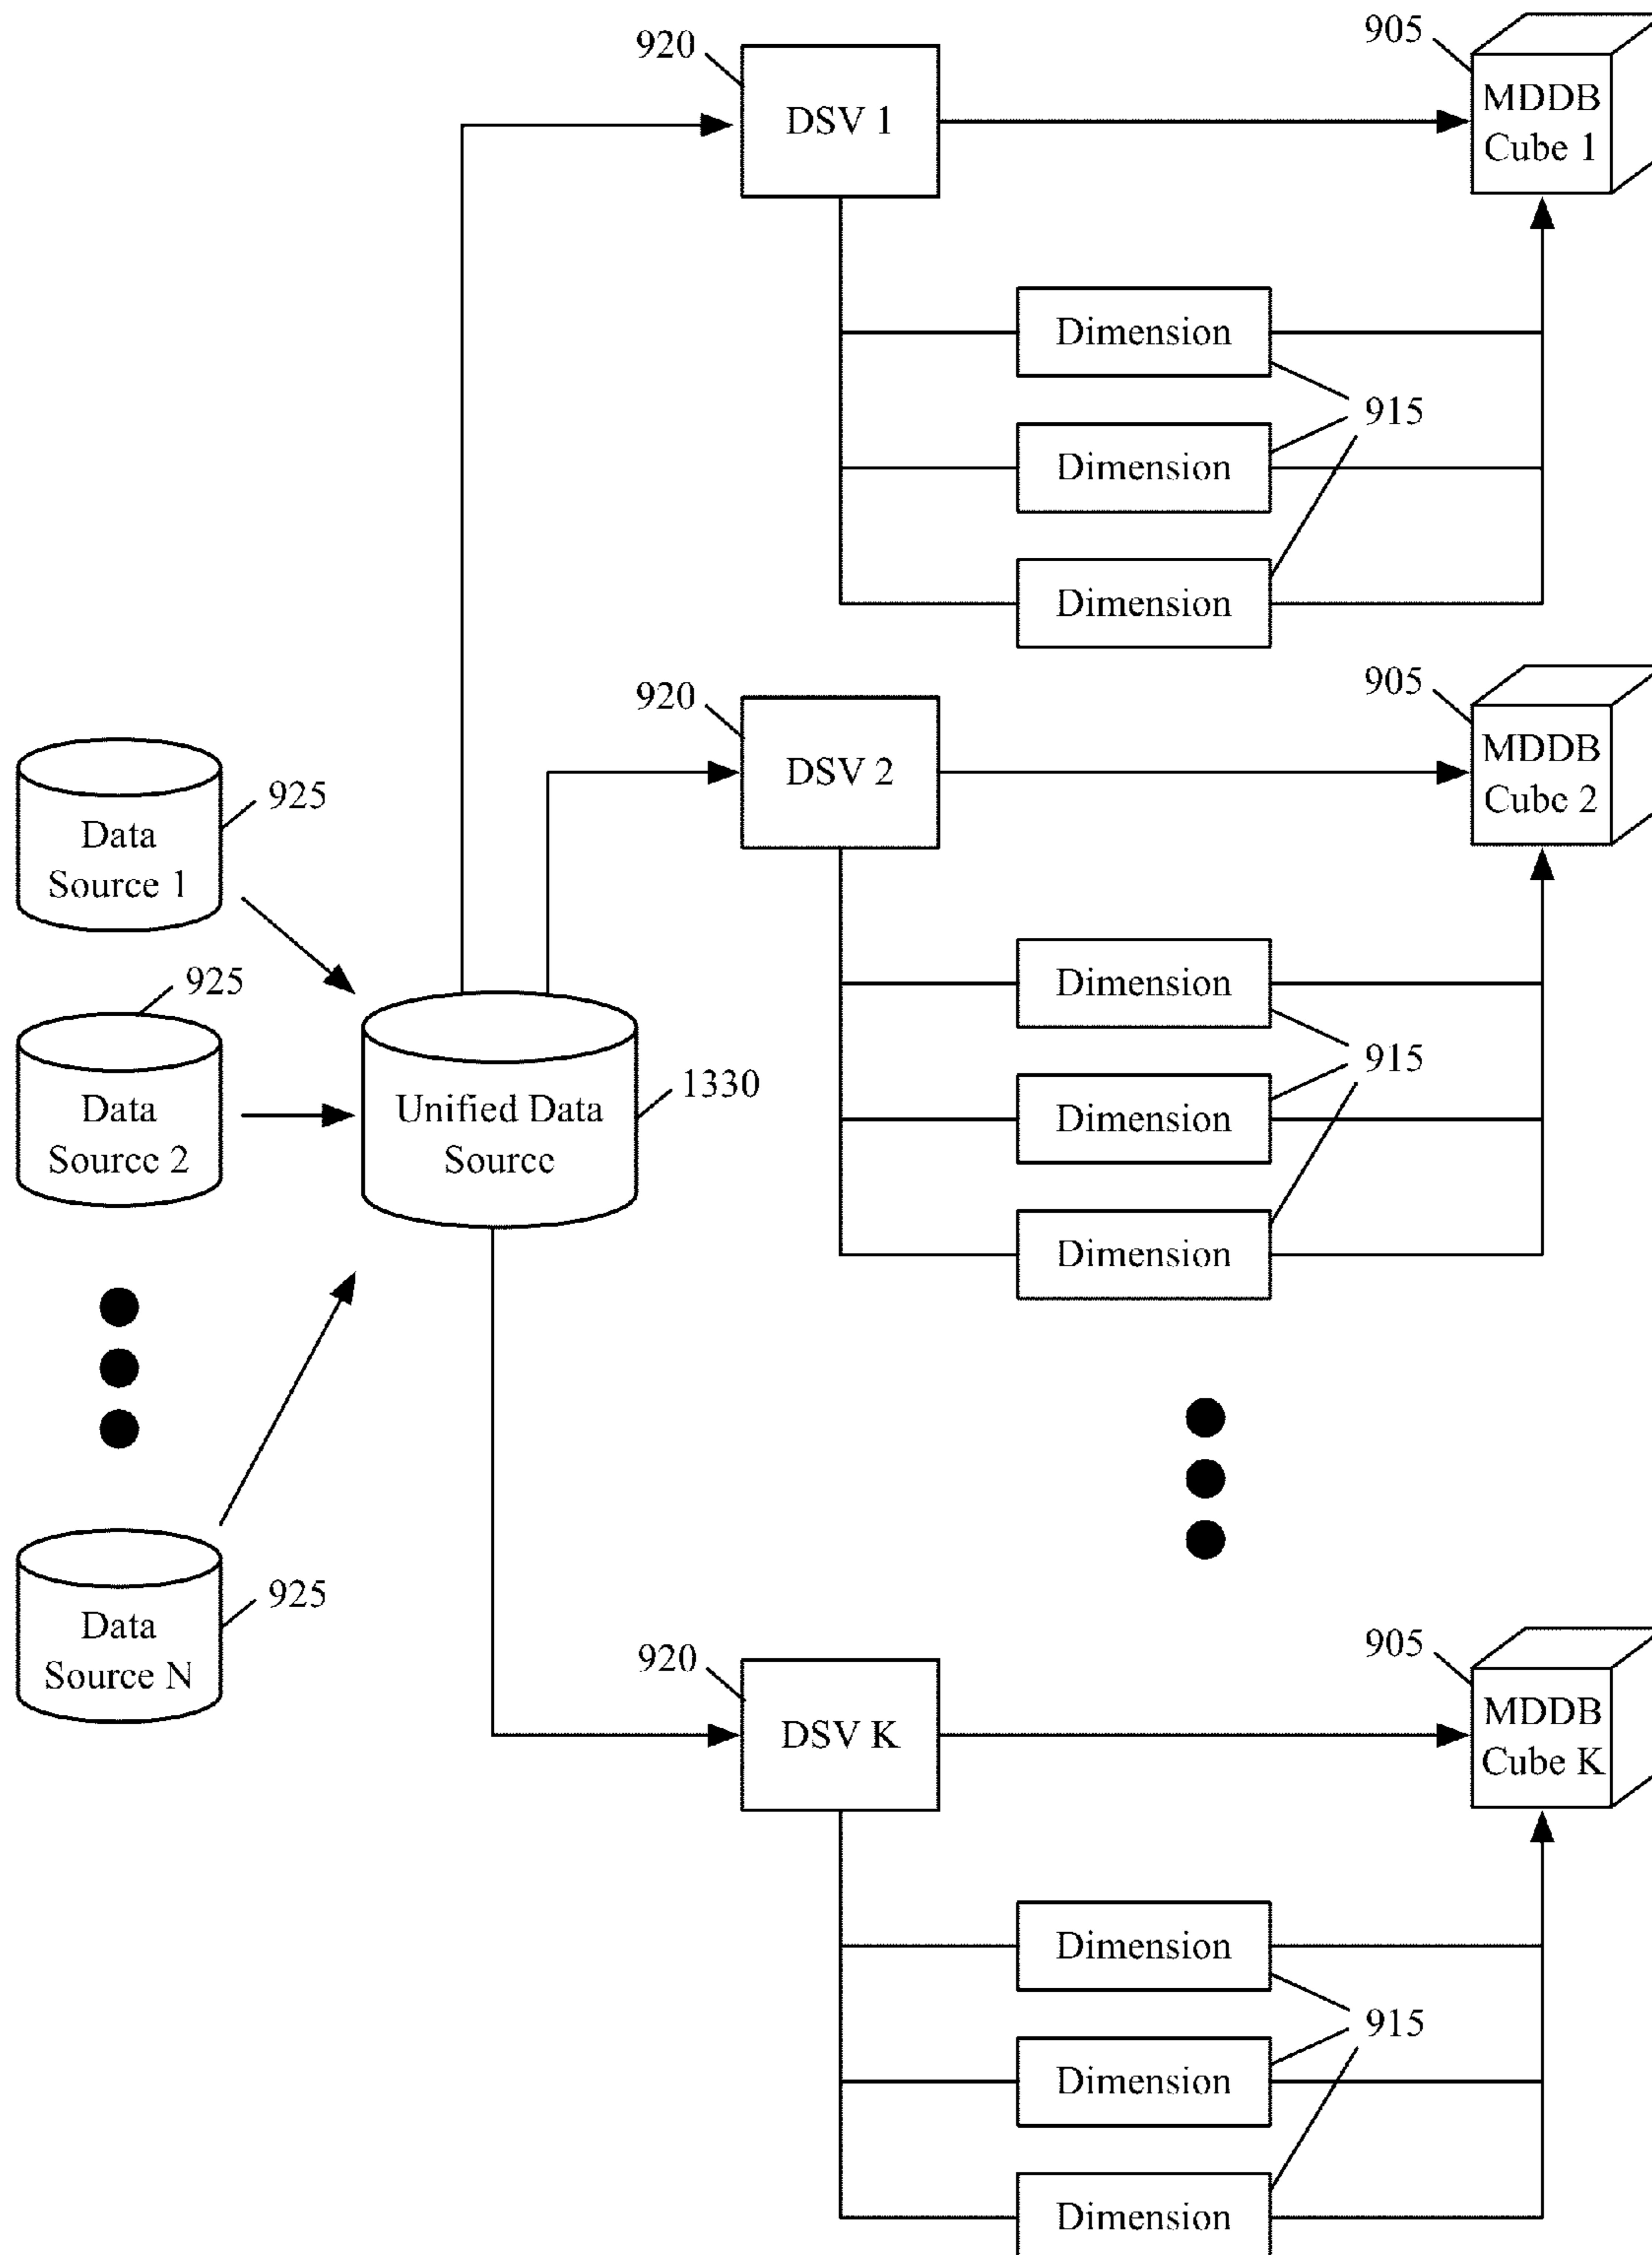 920
DSV 1
905
MDDB
Cube 1
Dimension
915
Dimension
Dimension
920
DSV 2
905
MDDB
Cube 2
925
Data
Source 1
Dimension
915
Dimension
Dimension
925
Data
Source 2
Unified Data
Source
1330
925
Data
Source N
920
DSV K
905
MDDB
Cube K
Dimension
915
Dimension
Dimension